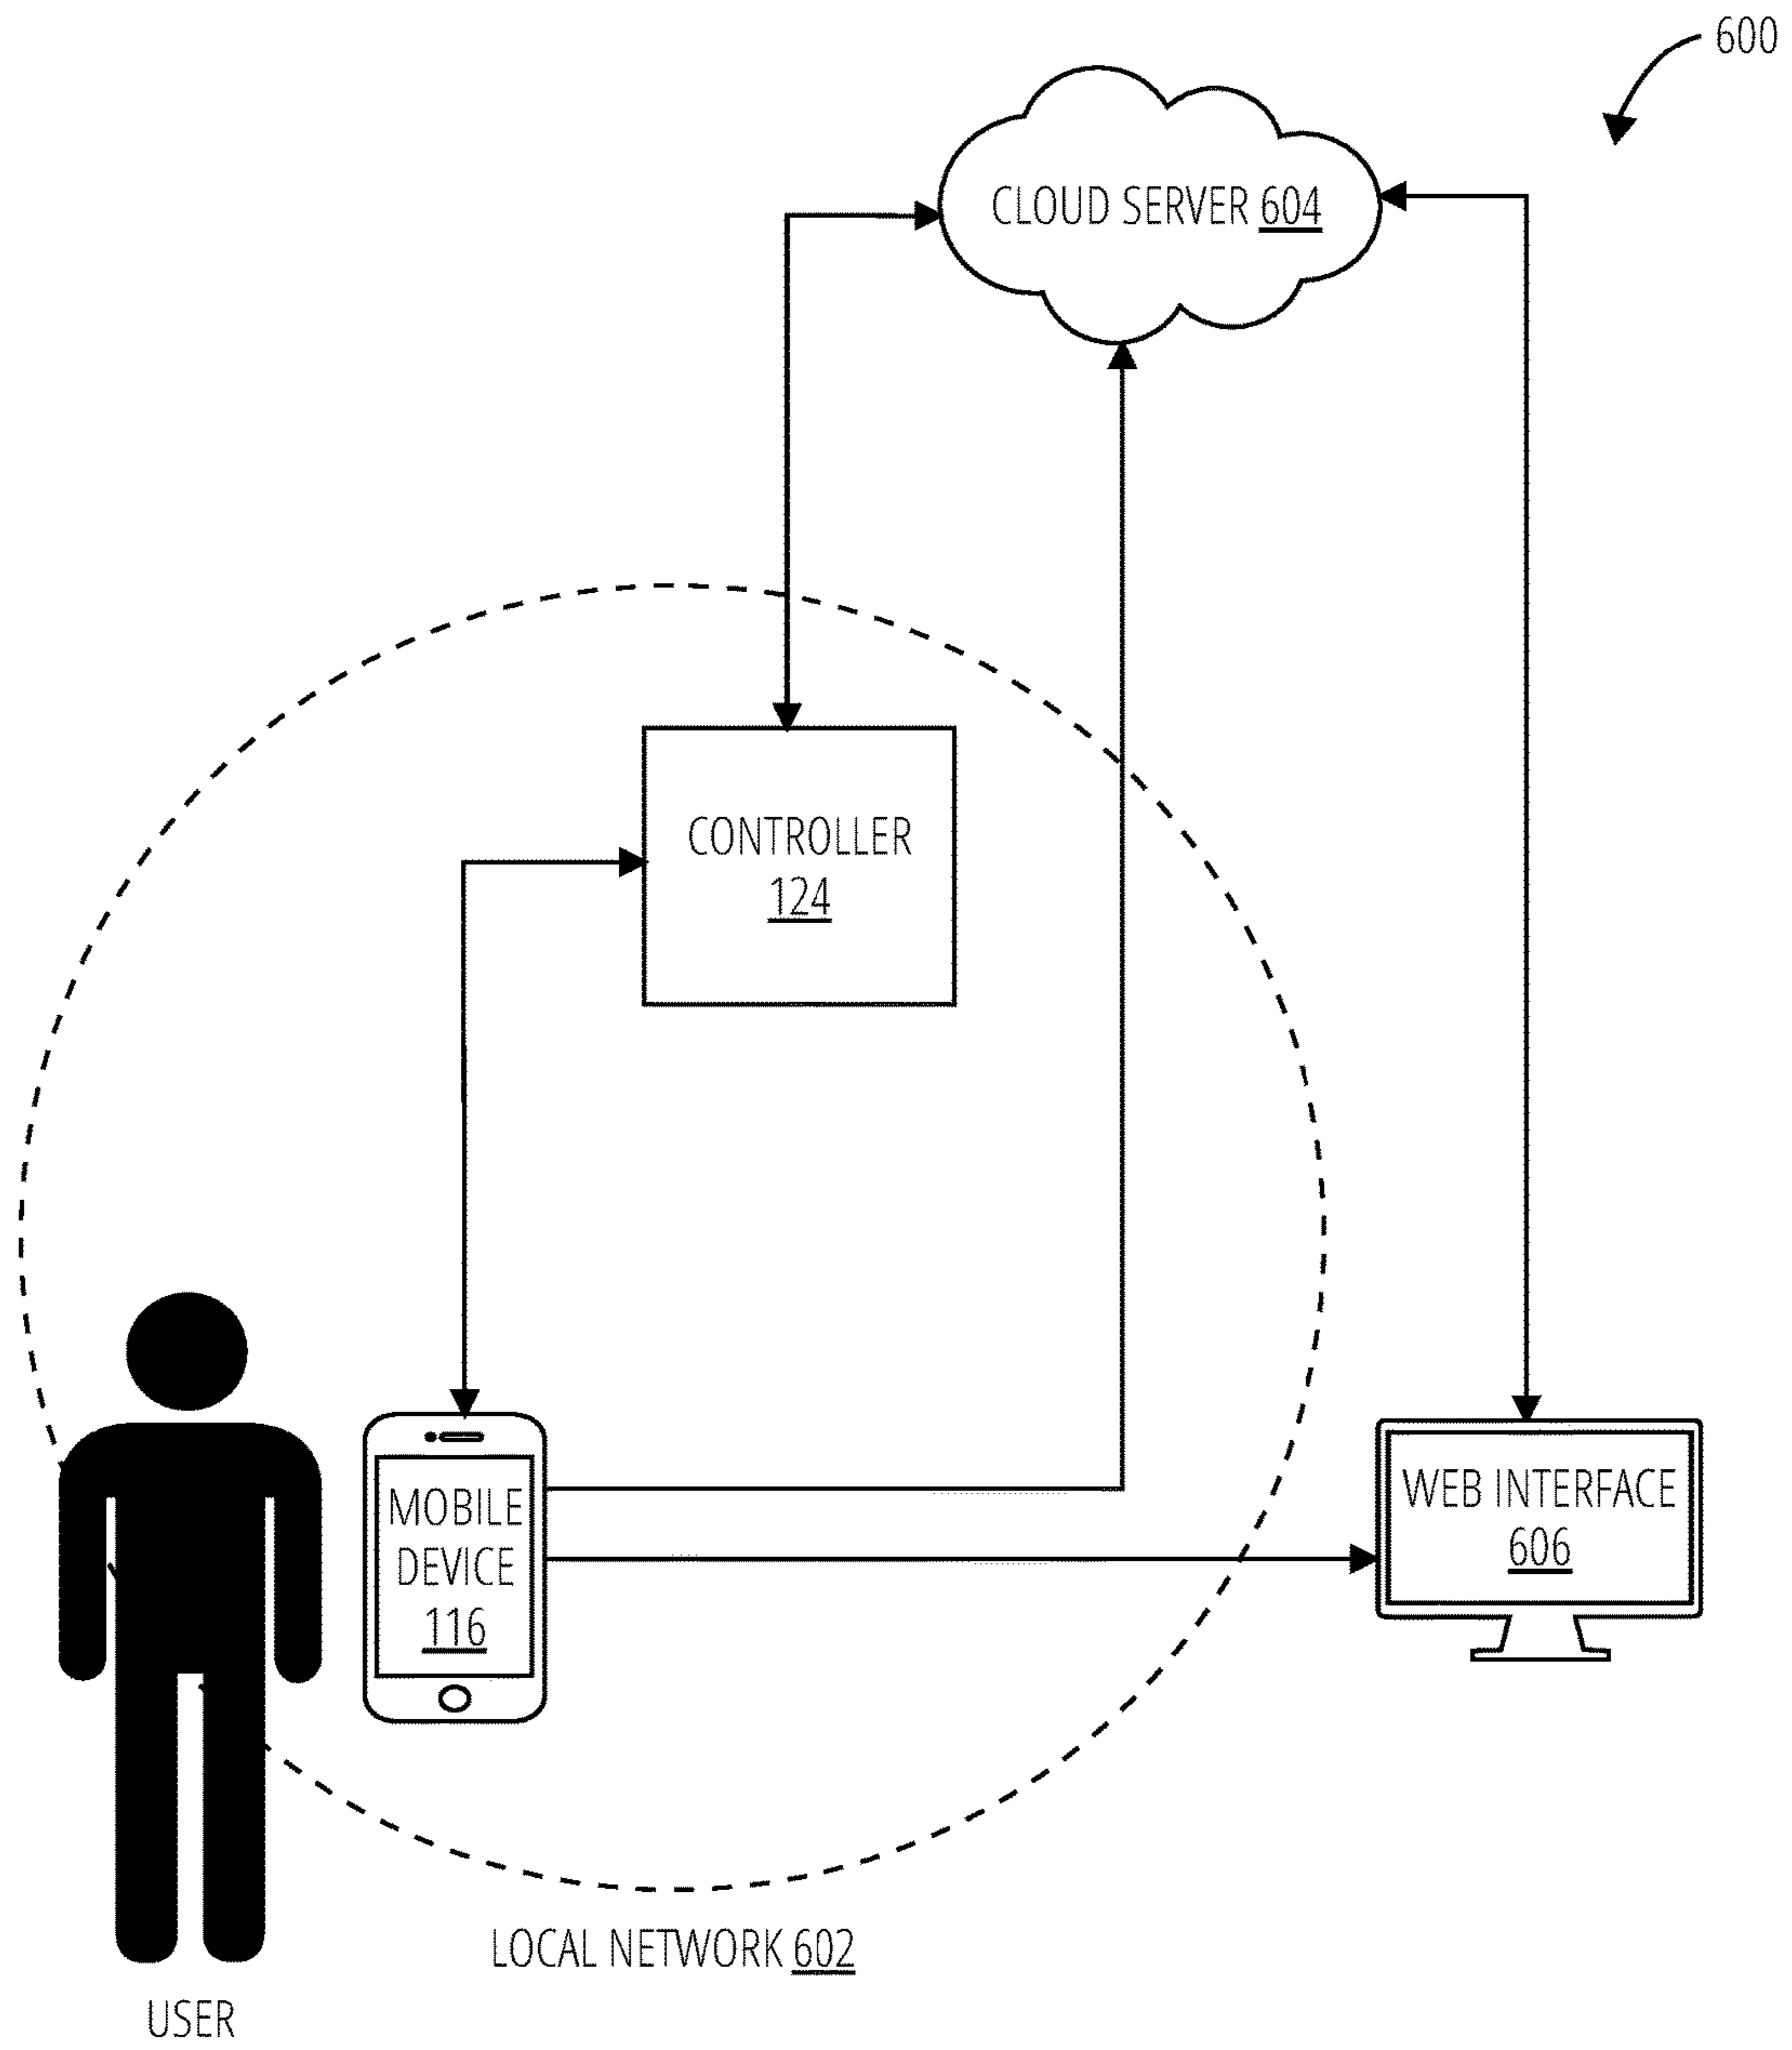 600
CLOUD SERVER 604
CONTROLLER
124
MOBILE
DEVICE
116
WEB INTERFACE
606
LOCAL NETWORK 602
USER